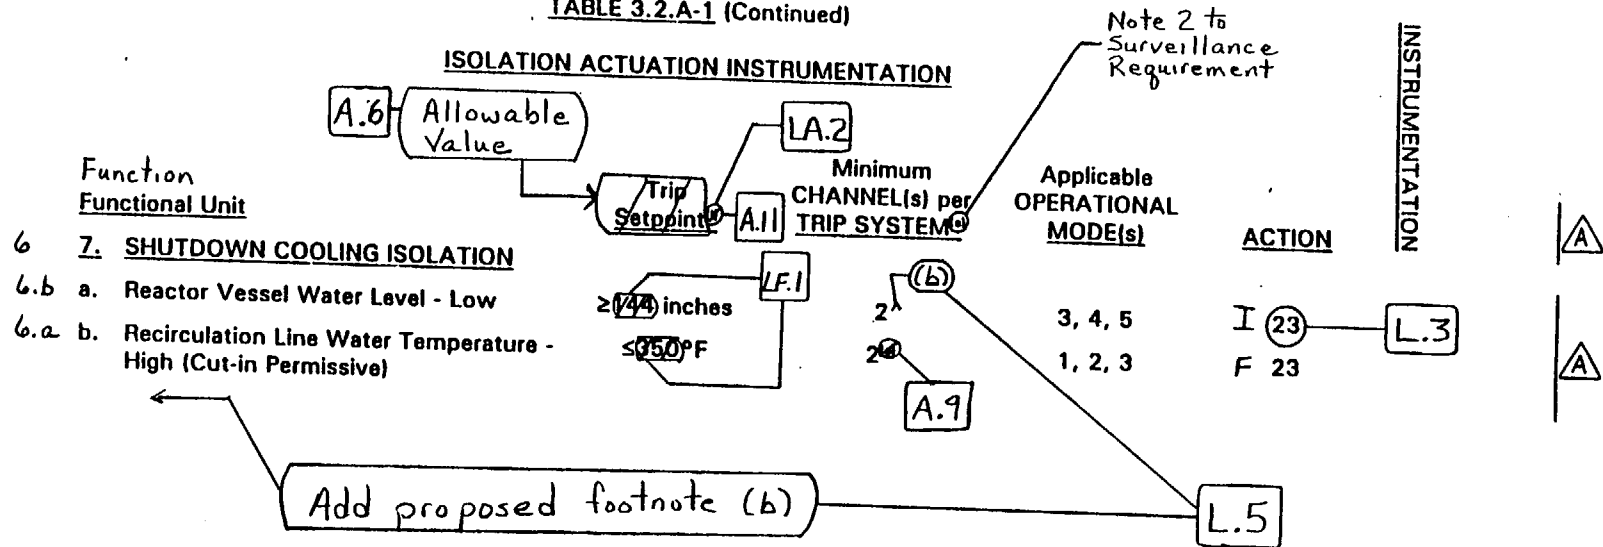 TABLE 3.2.A-1 (Continued)
Note 2 to
Surveillance
Requirement
ISOLATION ACTUATION INSTRUMENTATION
INSTRUMENTATION
A.6
Allowable
Value
LA.2
Function
Functional Unit
Trip
Setpoint
A.11
Minimum
CHANNEL(s) per
TRIP SYSTEM
Applicable
OPERATIONAL
MODE(s)
ACTION
6 7. SHUTDOWN COOLING ISOLATION
A
LF.1
(b)
6.b a. Reactor Vessel Water Level - Low ≥144 inches 2 3, 4, 5 I 23
L.3
6.a b. Recirculation Line Water Temperature -
High (Cut-in Permissive) ≤350°F 2 1, 2, 3 F 23
A
A.9
Add proposed footnote (b)
L.5